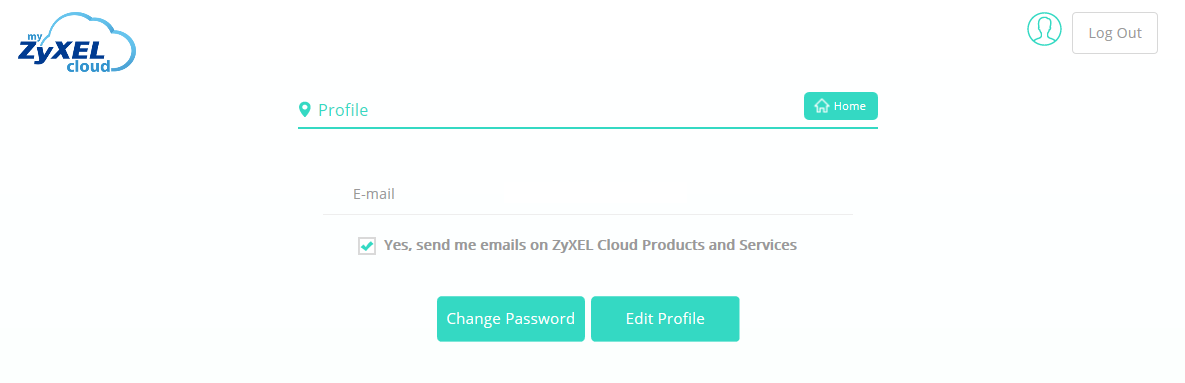 my
ZyXEL
cloud
Log Out
Profile
Home
E-mail
Yes, send me emails on ZyXEL Cloud Products and Services
Change Password
Edit Profile